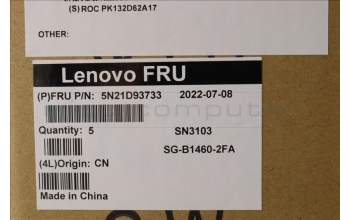 (S) ROC PK132D62A17
OTHER:
Lenovo FRU
(P)FRU P/N: 5N21D93733 2022-07-08
Quantity: 5 SN3103
SG-B1460-2FA
(4L)Origin: CN
Made in China